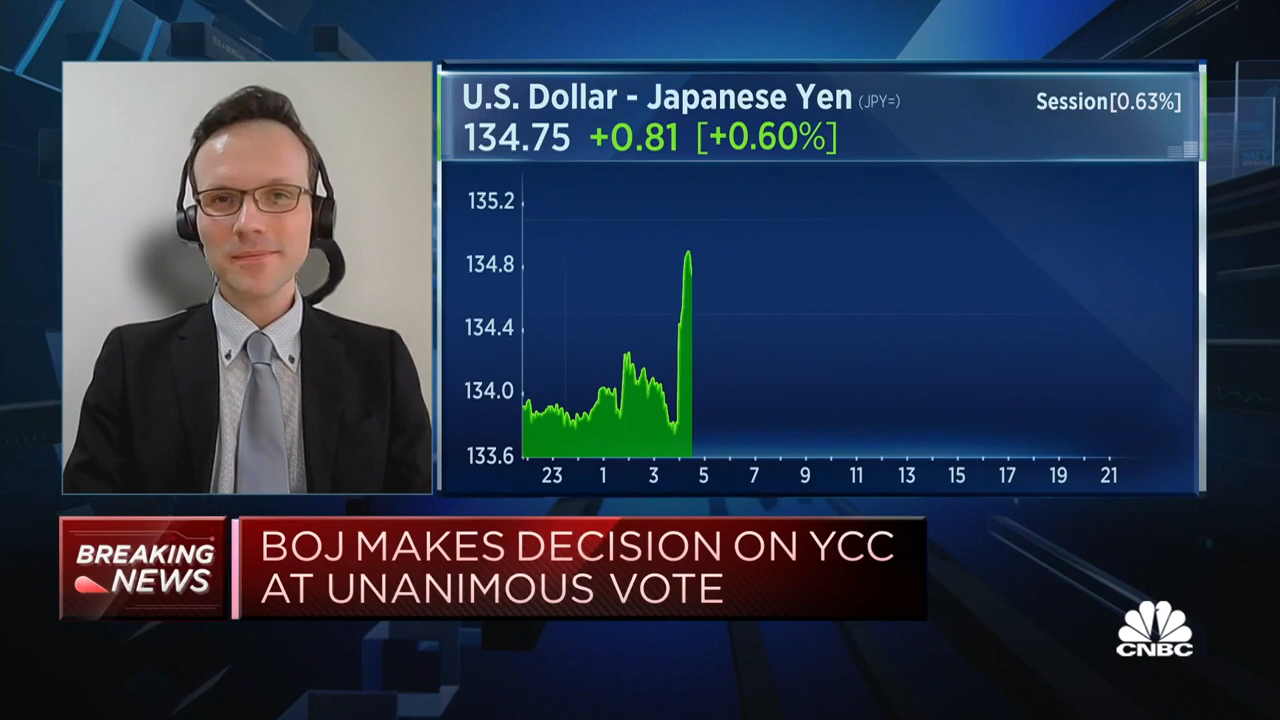 U.S. Dollar - Japanese Yen (JPY=)
Session[0.63%]
134.75 +0.81 [+0.60%]
135.2
134.8
134.4
134.0
133.6
23 1 3 5 7 9 11 13 15 17 19 21
BREAKING
NEWS
BOJ MAKES DECISION ON YCC
AT UNANIMOUS VOTE
CNBC